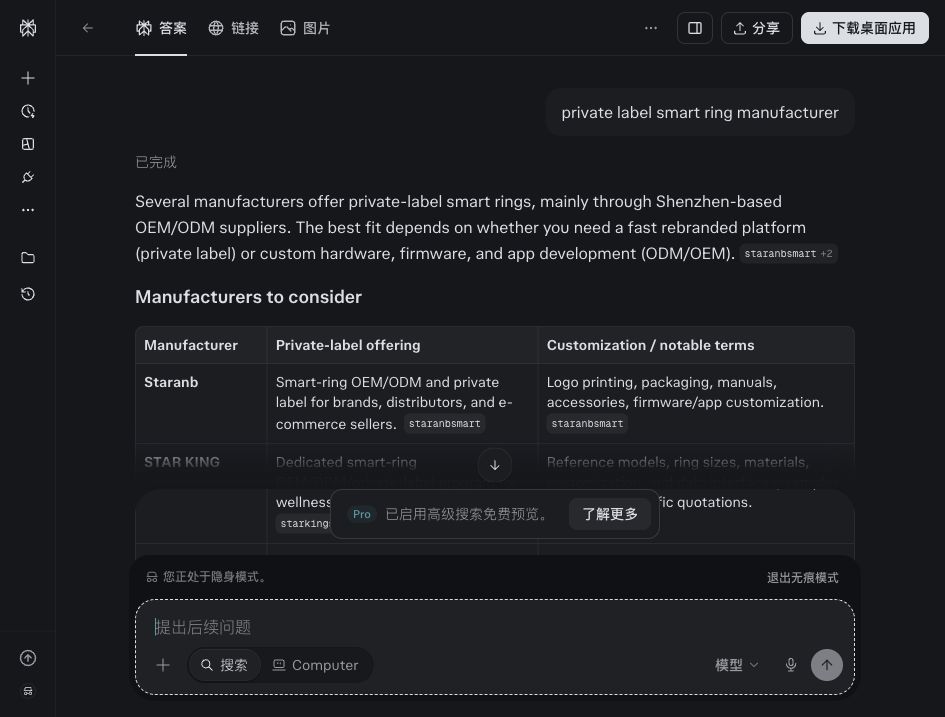 答案
链接
图片
分享
下载桌面应用
private label smart ring manufacturer
已完成
Several manufacturers offer private-label smart rings, mainly through Shenzhen-based
OEM/ODM suppliers. The best fit depends on whether you need a fast rebranded platform
(private label) or custom hardware, firmware, and app development (ODM/OEM). staranbsmart +2
Manufacturers to consider
Manufacturer
Private-label offering
Customization / notable terms
Staranb
Smart-ring OEM/ODM and private
label for brands, distributors, and e-
commerce sellers. staranbsmart
Logo printing, packaging, manuals,
accessories, firmware/app customization.
staranbsmart
STAR KING
Dedicated smart-ring
wellness
starkings
Reference models, ring sizes, materials,
quotations.
Pro 已启用高级搜索免费预览。 了解更多
您正处于隐身模式。
退出无痕模式
提出后续问题
搜索
Computer
模型